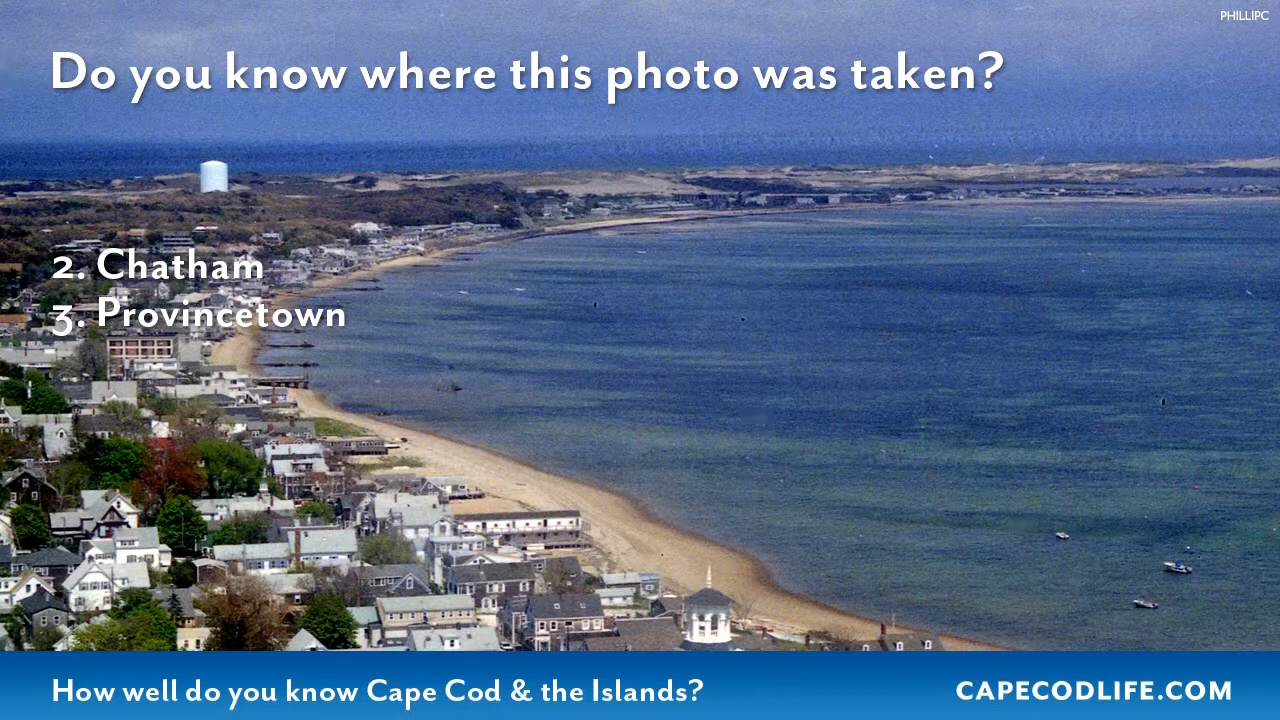 PHILLIPC
Do you know where this photo was taken?
2. Chatham
3. Provincetown
How well do you know Cape Cod & the Islands?
CAPECODLIFE.COM